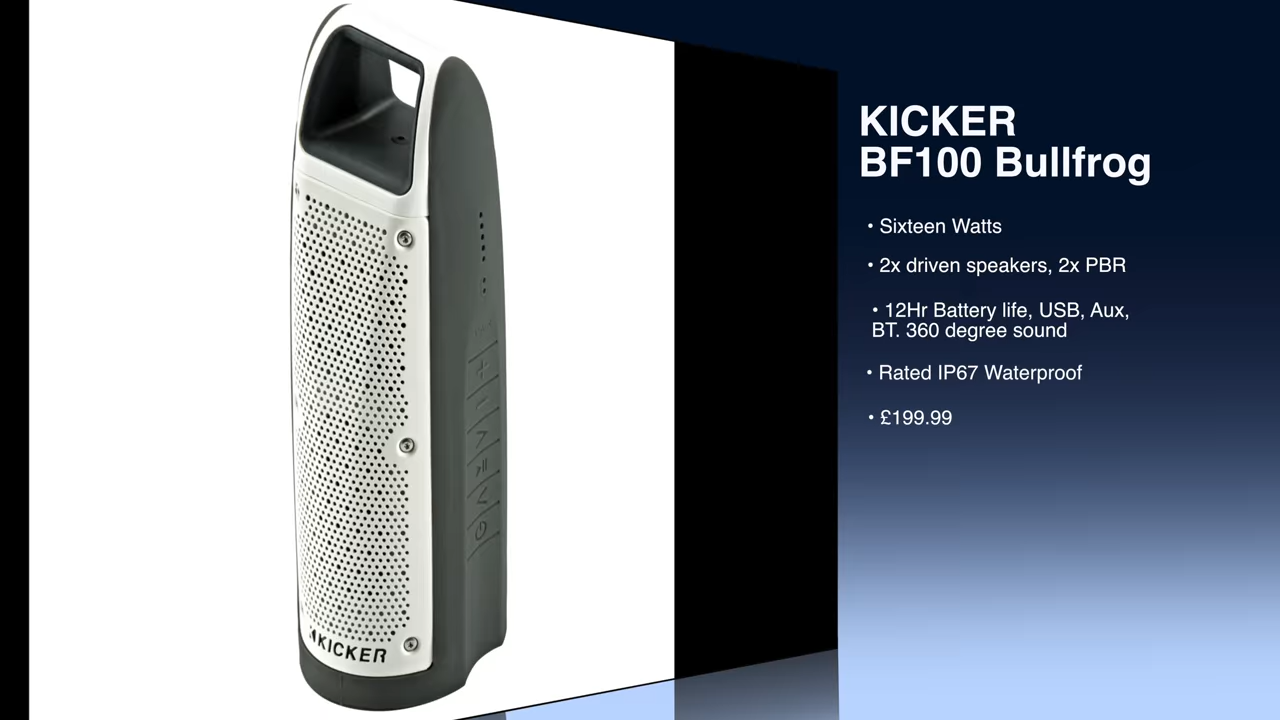 KICKER
BF100 Bullfrog
• Sixteen Watts
• 2x driven speakers, 2x PBR
• 12Hr Battery life, USB, Aux,
BT. 360 degree sound
• Rated IP67 Waterproof
• £199.99
KICKER